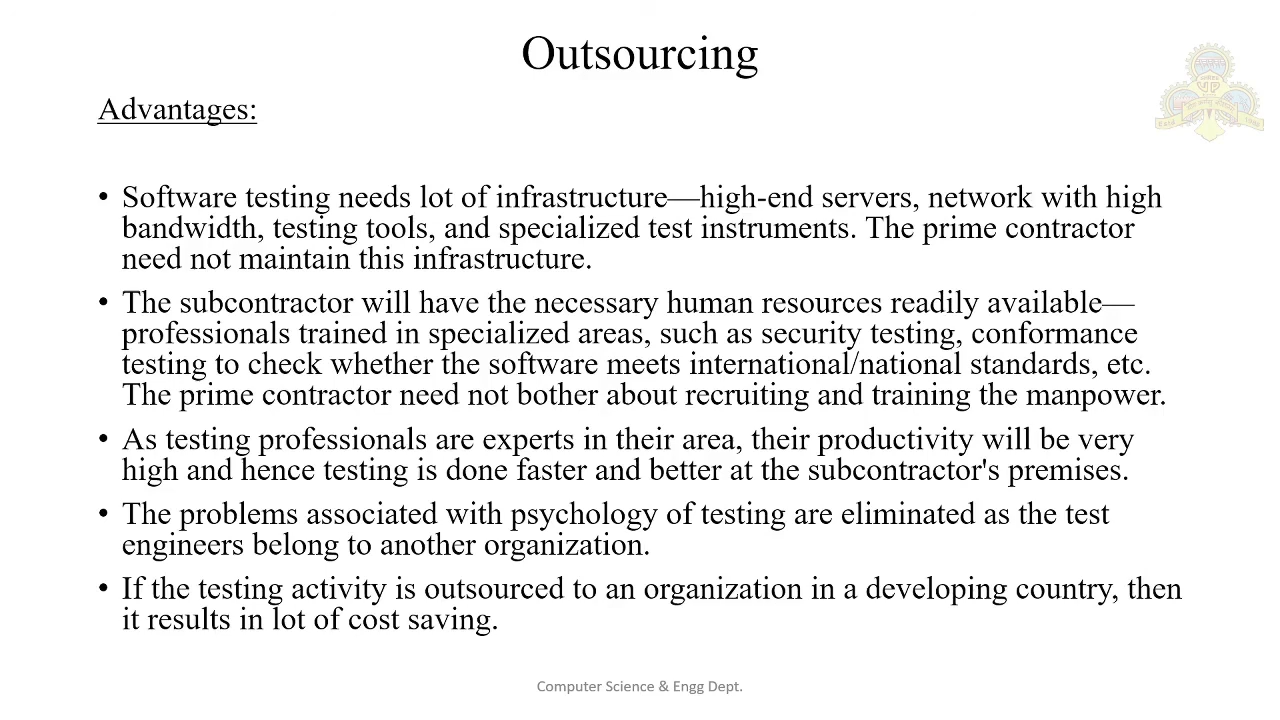 Outsourcing
Advantages:
• Software testing needs lot of infrastructure—high-end servers, network with high
bandwidth, testing tools, and specialized test instruments. The prime contractor
need not maintain this infrastructure.
• The subcontractor will have the necessary human resources readily available—
professionals trained in specialized areas, such as security testing, conformance
testing to check whether the software meets international/national standards, etc.
The prime contractor need not bother about recruiting and training the manpower.
• As testing professionals are experts in their area, their productivity will be very
high and hence testing is done faster and better at the subcontractor's premises.
• The problems associated with psychology of testing are eliminated as the test
engineers belong to another organization.
• If the testing activity is outsourced to an organization in a developing country, then
it results in lot of cost saving.
Computer Science & Engg Dept.